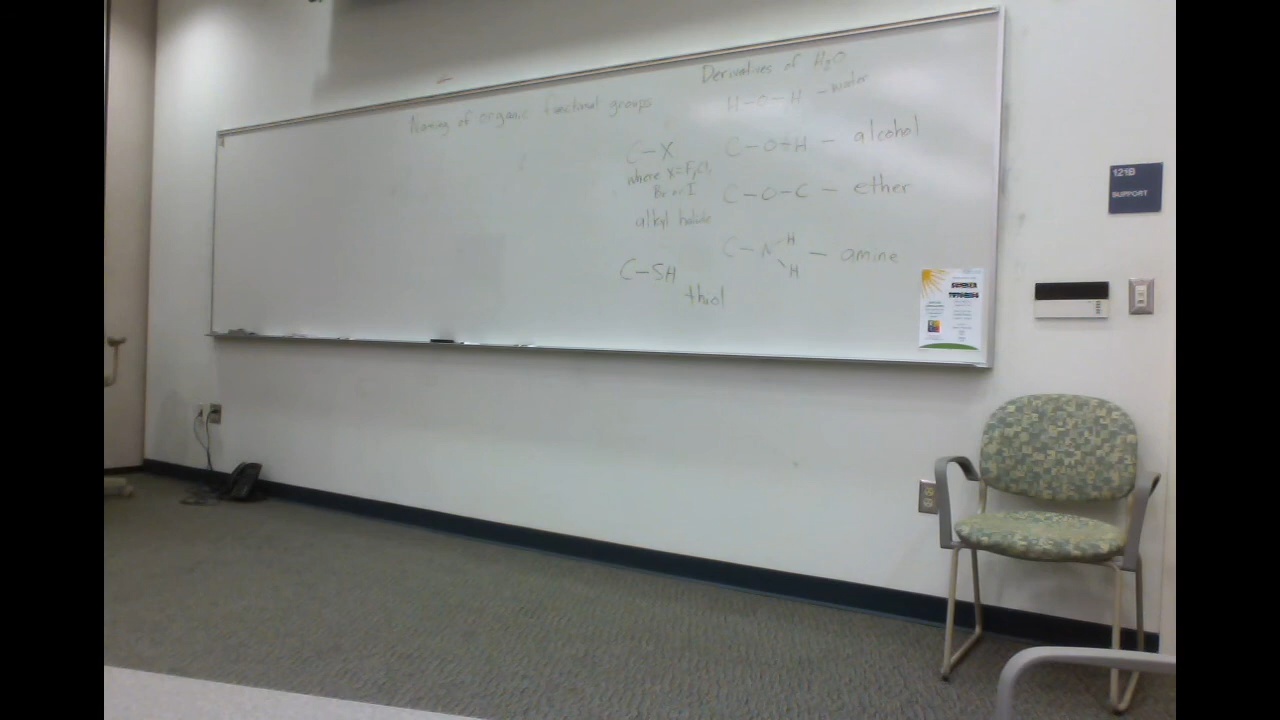 Naming of organic functional groups
C-X
where X=F, Cl,
Br or I
alkyl halide
C-SH
thiol
Derivatives of H2O
H-O-H - water
C-O-H - alcohol
C-O-C - ether
C-N H - amine
H
121B
SUPPORT